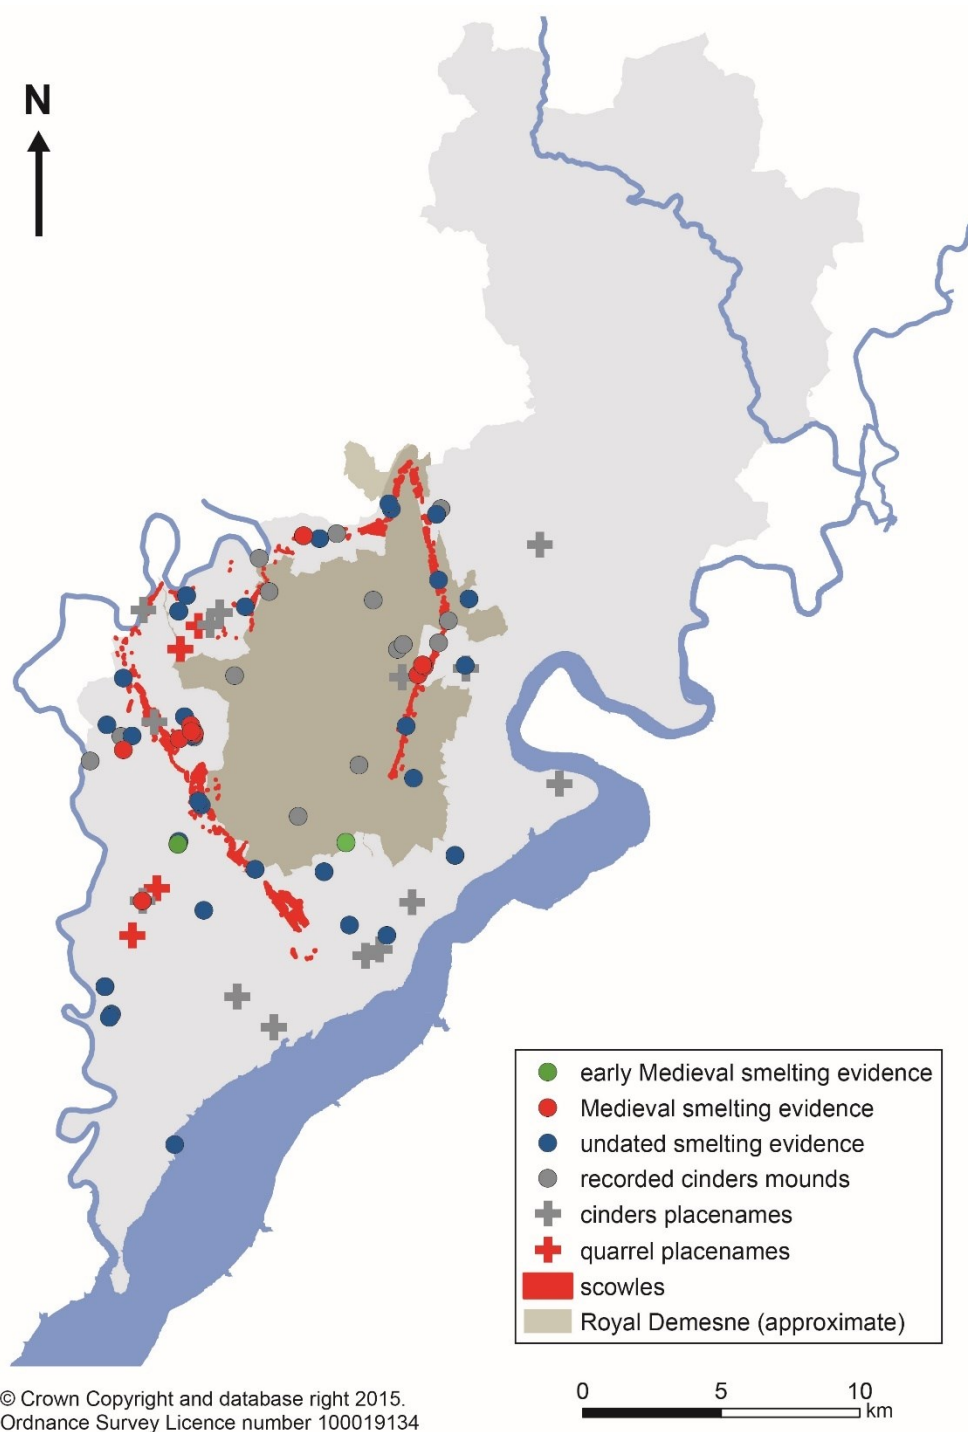 N
early Medieval smelting evidence
Medieval smelting evidence
undated smelting evidence
recorded cinders mounds
cinders placenames
quarrel placenames
scowles
Royal Demesne (approximate)
© Crown Copyright and database right 2015.
Ordnance Survey Licence number 100019134
0 5 10
km